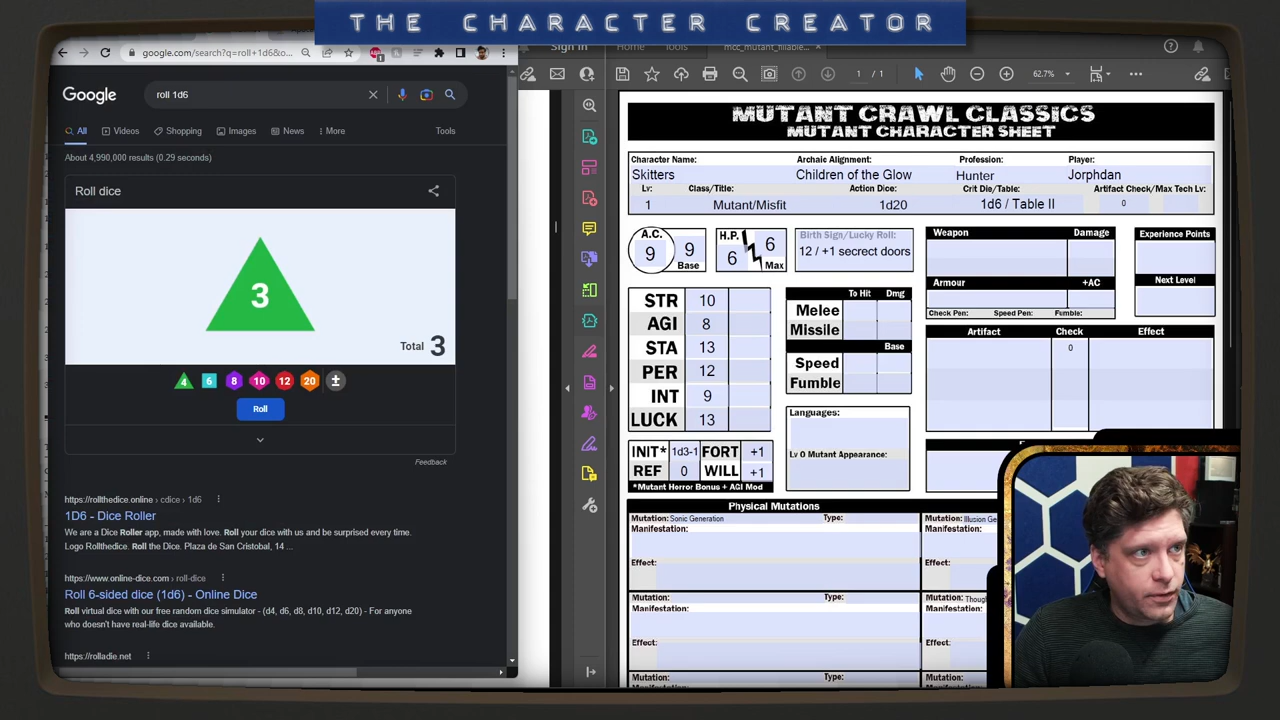 THE CHARACTER CREATOR
google.com/search?q=roll+1d6&o...
Sign in
Home
Tools
mcc_mutant_fillable...
1 / 1
62.7%
Google
roll 1d6
All
Videos
Shopping
Images
News
More
Tools
About 4,990,000 results (0.29 seconds)
Roll dice
3
Total 3
4
6
8
10
12
20
Roll
Feedback
https://rollthedice.online › cdice › 1d6
1D6 - Dice Roller
A Dice Roller app, made with love. Roll your dice with us and be surprised every time.
Logo Rollthedice. Roll the Dice. Plaza de San Cristobal, 14 ...
https://www.online-dice.com › roll-dice
Roll 6-sided dice (1d6) - Online Dice
Roll virtual dice with our free random dice simulator - (d4, d6, d8, d10, d12, d20) - For anyone
who doesn't have real-life dice available.
https://rolladie.net
MUTANT CRAWL CLASSICS
MUTANT CHARACTER SHEET
Character Name: Archaic Alignment: Profession: Player:
Skitters Children of the Glow Hunter Jorphdan
Lv: Class/Title: Action Dice: Crit Die/Table: Artifact Check/Max Tech Lv:
1 Mutant/Misfit 1d20 1d6 / Table II 0
A.C. 9 9 Base
H.P. 6 6 Max
Birth Sign/Lucky Roll:
12 / +1 secrect doors
Weapon Damage
Armour +AC
Check Pen: Speed Pen: Fumble:
Experience Points
Next Level
STR 10
AGI 8
STA 13
PER 12
INT 9
LUCK 13
To Hit Dmg
Melee
Missile
Base
Speed
Fumble
Artifact Check Effect
0
Languages:
Lv 0 Mutant Appearance:
INIT* 1d3-1 FORT +1
REF 0 WILL +1
*Mutant Horror Bonus + AGI Mod
Physical Mutations
Mutation: Sonic Generation Type:
Manifestation:
Effect:
Mutation: Type:
Manifestation:
Effect:
Mutation: Type:
Mutation: Illusion Ge
Manifestation:
Effect:
Mutation: Though
Manifestation:
Effect:
Mutation: